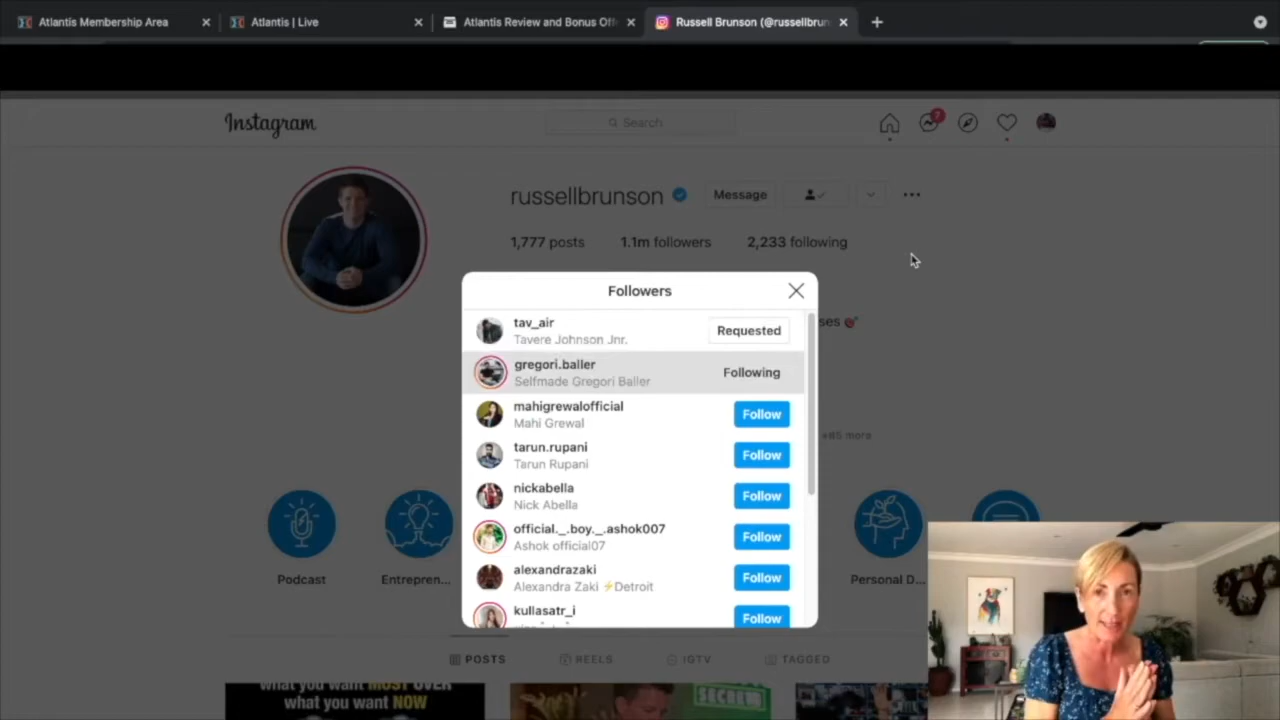 Atlantis Membership Area
Atlantis | Live
Atlantis Review and Bonus Off
Russell Brunson (@russellbrun
Instagram
Search
7
russellbrunson
Message
1,777 posts
1.1m followers
2,233 following
Followers
ses
tav_air
Tavere Johnson Jnr.
Requested
gregori.baller
Selfmade Gregori Baller
Following
mahigrewalofficial
Mahi Grewal
Follow
+85 more
tarun.rupani
Tarun Rupani
Follow
nickabella
Nick Abella
Follow
official._.boy._.ashok007
Ashok official07
Follow
alexandrazaki
Alexandra Zaki ⚡Detroit
Follow
kullasatr_i
Follow
Podcast
Entrepren...
Personal D...
POSTS
REELS
IGTV
TAGGED
what you want MOST OVER
what you want NOW